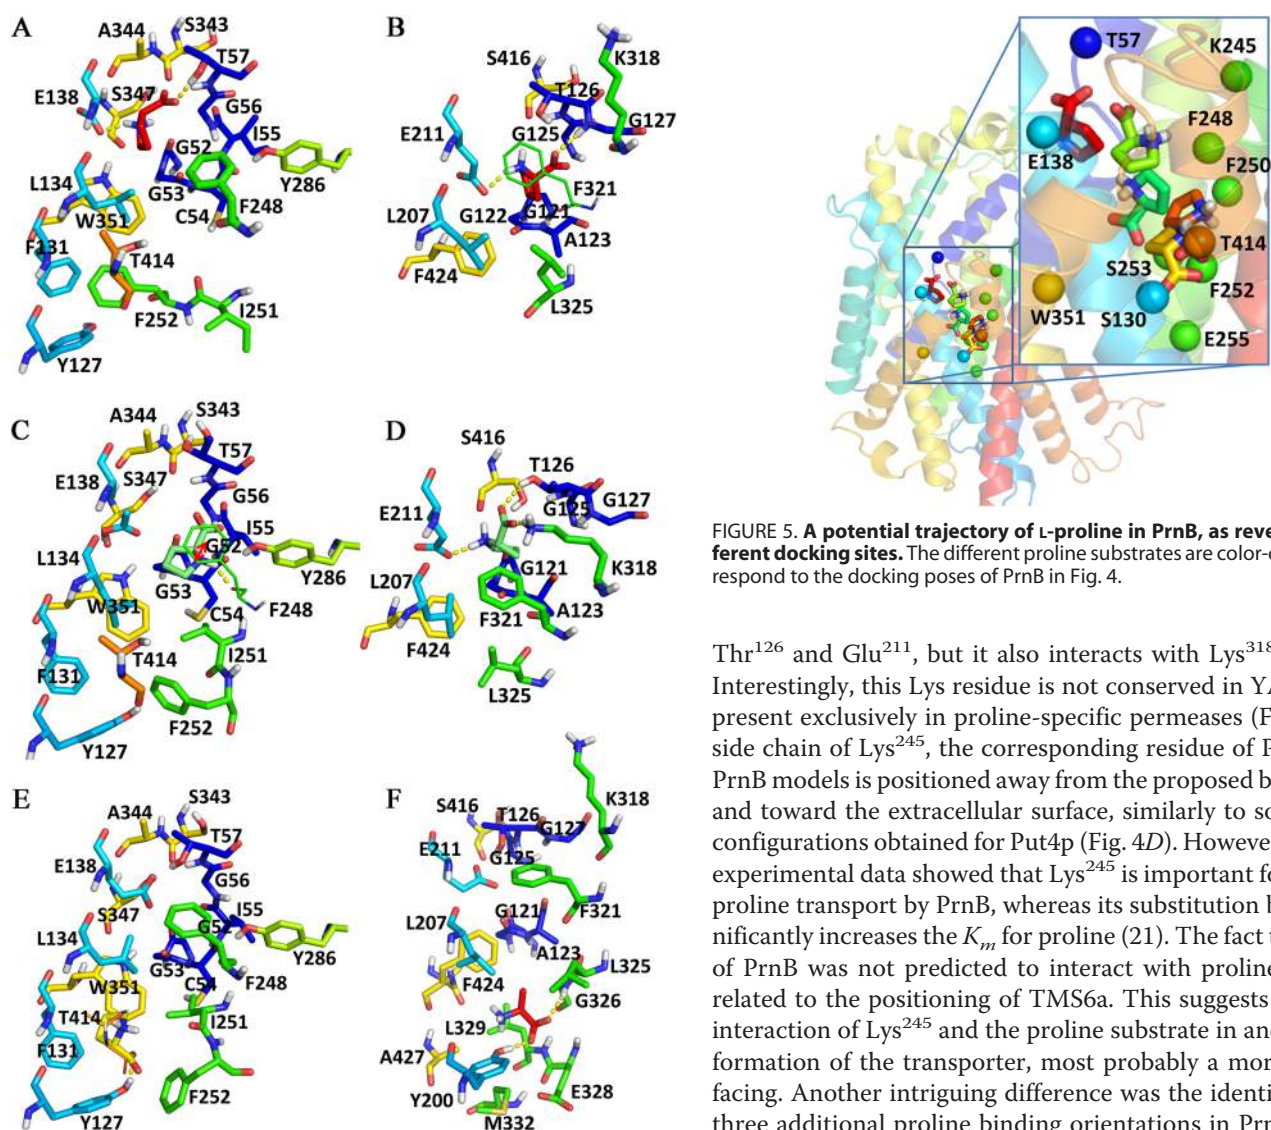 A
A344
S343
T57
E138
S347
G56
I55
G52
Y286
L134
G53
F248
W351
C54
F131
T414
F252
I251
Y127
B
S416
K318
T126
G127
E211
G125
F321
L207
G122
G121
A123
F424
L325
C
A344
S343
T57
E138
S347
G56
I55
L134
G52
Y286
G53
F248
W351
C54
T414
I251
F131
F252
Y127
D
S416
T126
G127
G125
E211
G121
K318
L207
A123
F321
F424
L325
E
A344
S343
T57
E138
G56
S347
I55
G52
L134
Y286
G53
F248
W351
C54
T414
I251
F131
F252
Y127
F
K318
S416
T126
G127
E211
G125
F321
G121
L207
A123
L325
F424
G326
L329
A427
E328
Y200
M332
T57
K245
F248
E138
F250
T414
S253
F252
W351
S130
E255
FIGURE 5. A potential trajectory of L-proline in PrnB, as reve
ferent docking sites. The different proline substrates are color-
respond to the docking poses of PrnB in Fig. 4.
Thr126 and Glu211, but it also interacts with Lys318
Interestingly, this Lys residue is not conserved in YA
present exclusively in proline-specific permeases (F
side chain of Lys245, the corresponding residue of P
PrnB models is positioned away from the proposed b
and toward the extracellular surface, similarly to so
configurations obtained for Put4p (Fig. 4D). However
experimental data showed that Lys245 is important fo
proline transport by PrnB, whereas its substitution b
nificantly increases the Km for proline (21). The fact t
of PrnB was not predicted to interact with proline
related to the positioning of TMS6a. This suggests
interaction of Lys245 and the proline substrate in an
formation of the transporter, most probably a mor
facing. Another intriguing difference was the identi
three additional proline binding orientations in Prn